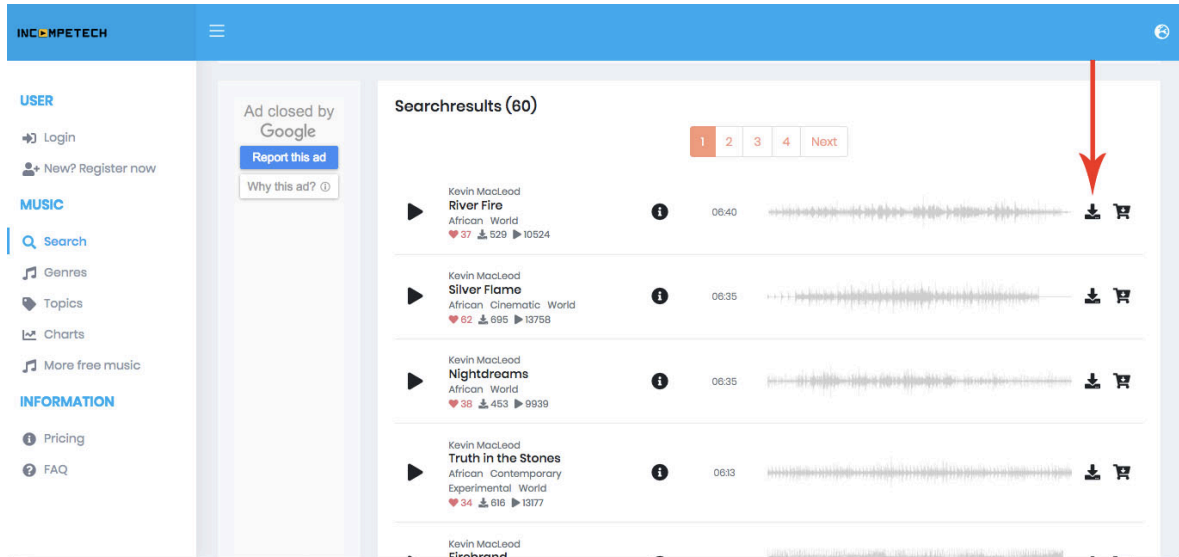 INCOMPETECH
USER
Login
New? Register now
MUSIC
Search
Genres
Topics
Charts
More free music
INFORMATION
Pricing
FAQ
Ad closed by
Google
Report this ad
Why this ad?
Searchresults (60)
1 2 3 4 Next
Kevin MacLeod
River Fire
African World
37 529 10524
06:40
Kevin MacLeod
Silver Flame
African Cinematic World
62 695 13758
06:35
Kevin MacLeod
Nightdreams
African World
38 453 9939
06:35
Kevin MacLeod
Truth in the Stones
African Contemporary
Experimental World
34 616 13177
06:13
Kevin MacLeod
Firebrand